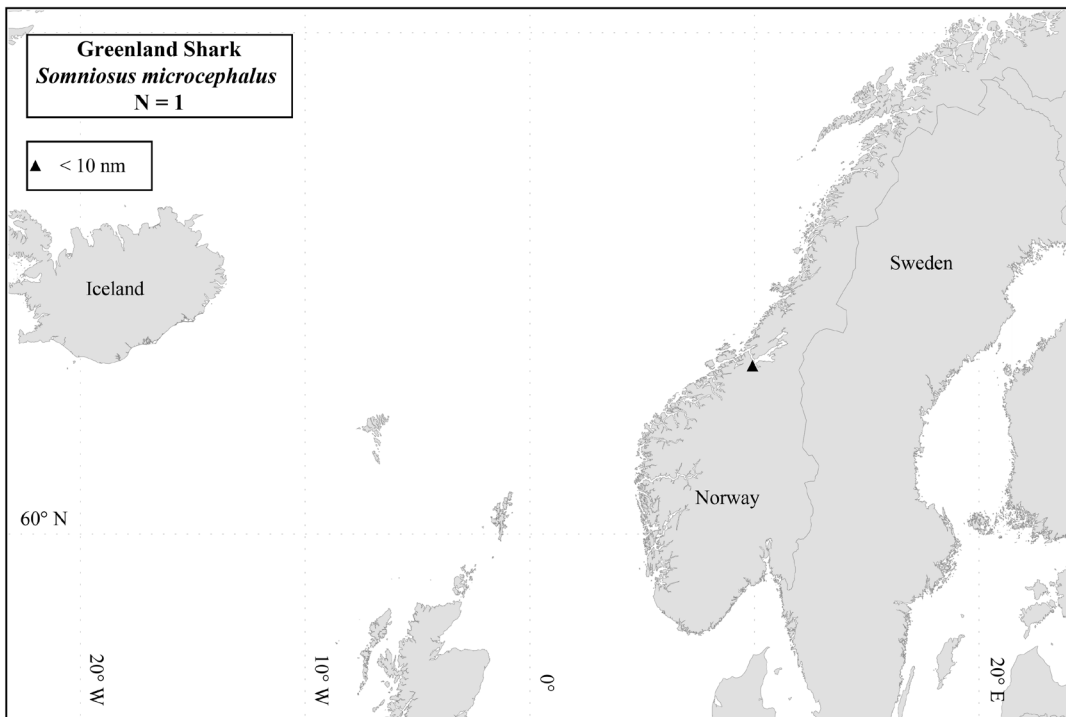 Greenland Shark
Somniosus microcephalus
N = 1
< 10 nm
Iceland
Sweden
Norway
60° N
20° W
10° W
0°
20° E